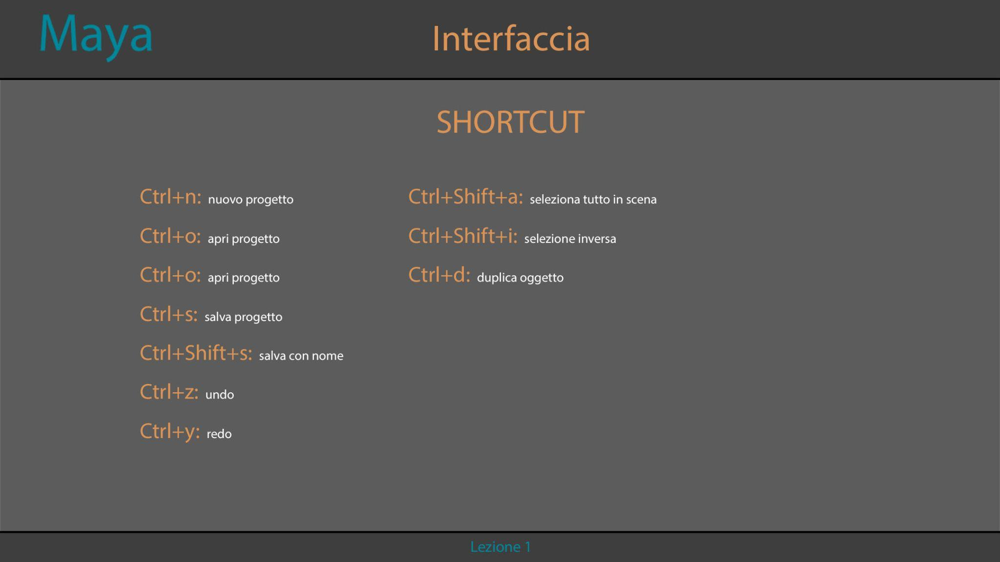 Maya
Interfaccia
SHORTCUT
Ctrl+n: nuovo progetto
Ctrl+o: apri progetto
Ctrl+o: apri progetto
Ctrl+s: salva progetto
Ctrl+Shift+s: salva con nome
Ctrl+z: undo
Ctrl+y: redo
Ctrl+Shift+a: seleziona tutto in scena
Ctrl+Shift+i: selezione inversa
Ctrl+d: duplica oggetto
Lezione 1